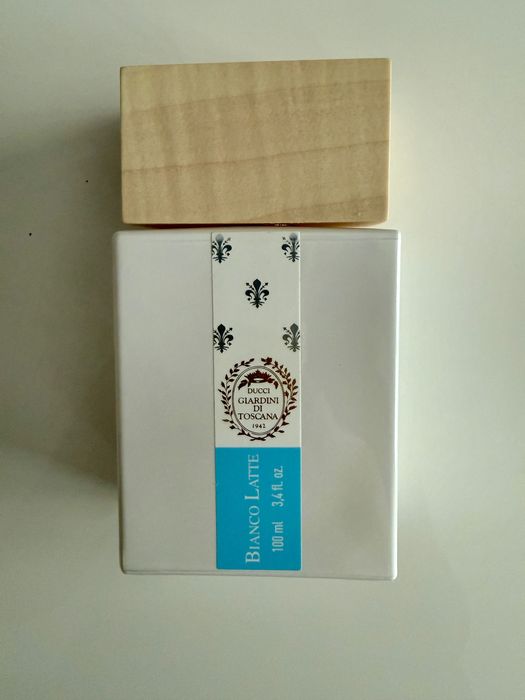 DUCCI
GIARDINI
DI
TOSCANA
1942
BIANCO LATTE
100 ml 3,4 fl. oz.